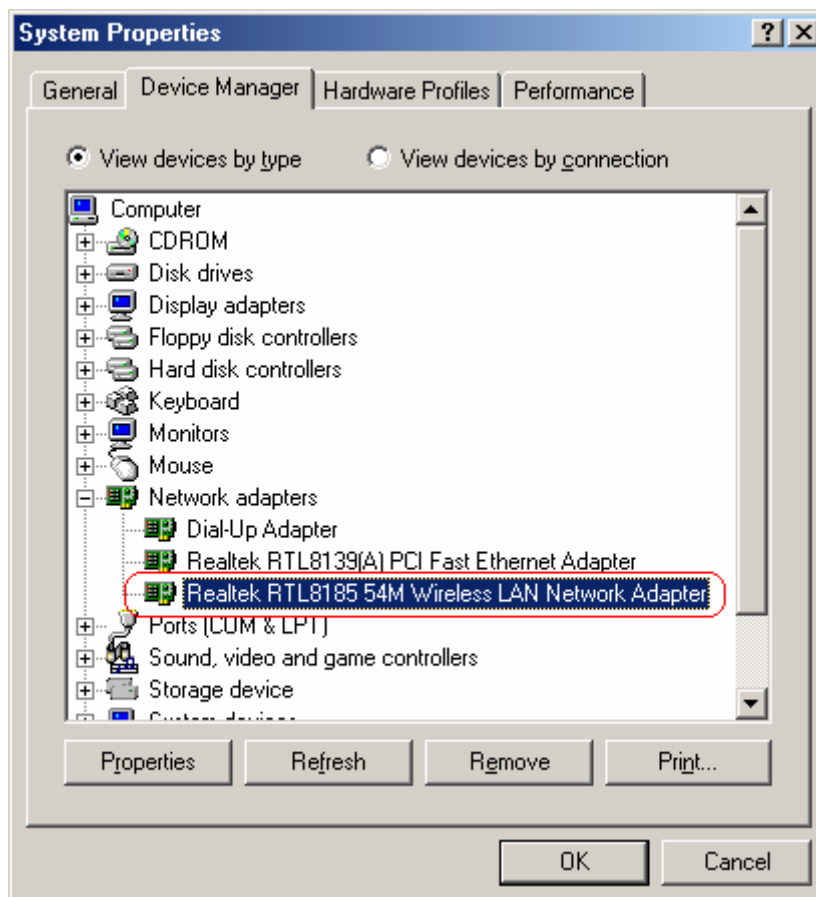 System Properties
General Device Manager Hardware Profiles Performance
View devices by type View devices by connection
Computer
CDROM
Disk drives
Display adapters
Floppy disk controllers
Hard disk controllers
Keyboard
Monitors
Mouse
Network adapters
Dial-Up Adapter
Realtek RTL8139(A) PCI Fast Ethernet Adapter
Realtek RTL8185 54M Wireless LAN Network Adapter
Ports (COM & LPT)
Sound, video and game controllers
Storage device
System devices
Properties Refresh Remove Print...
OK Cancel